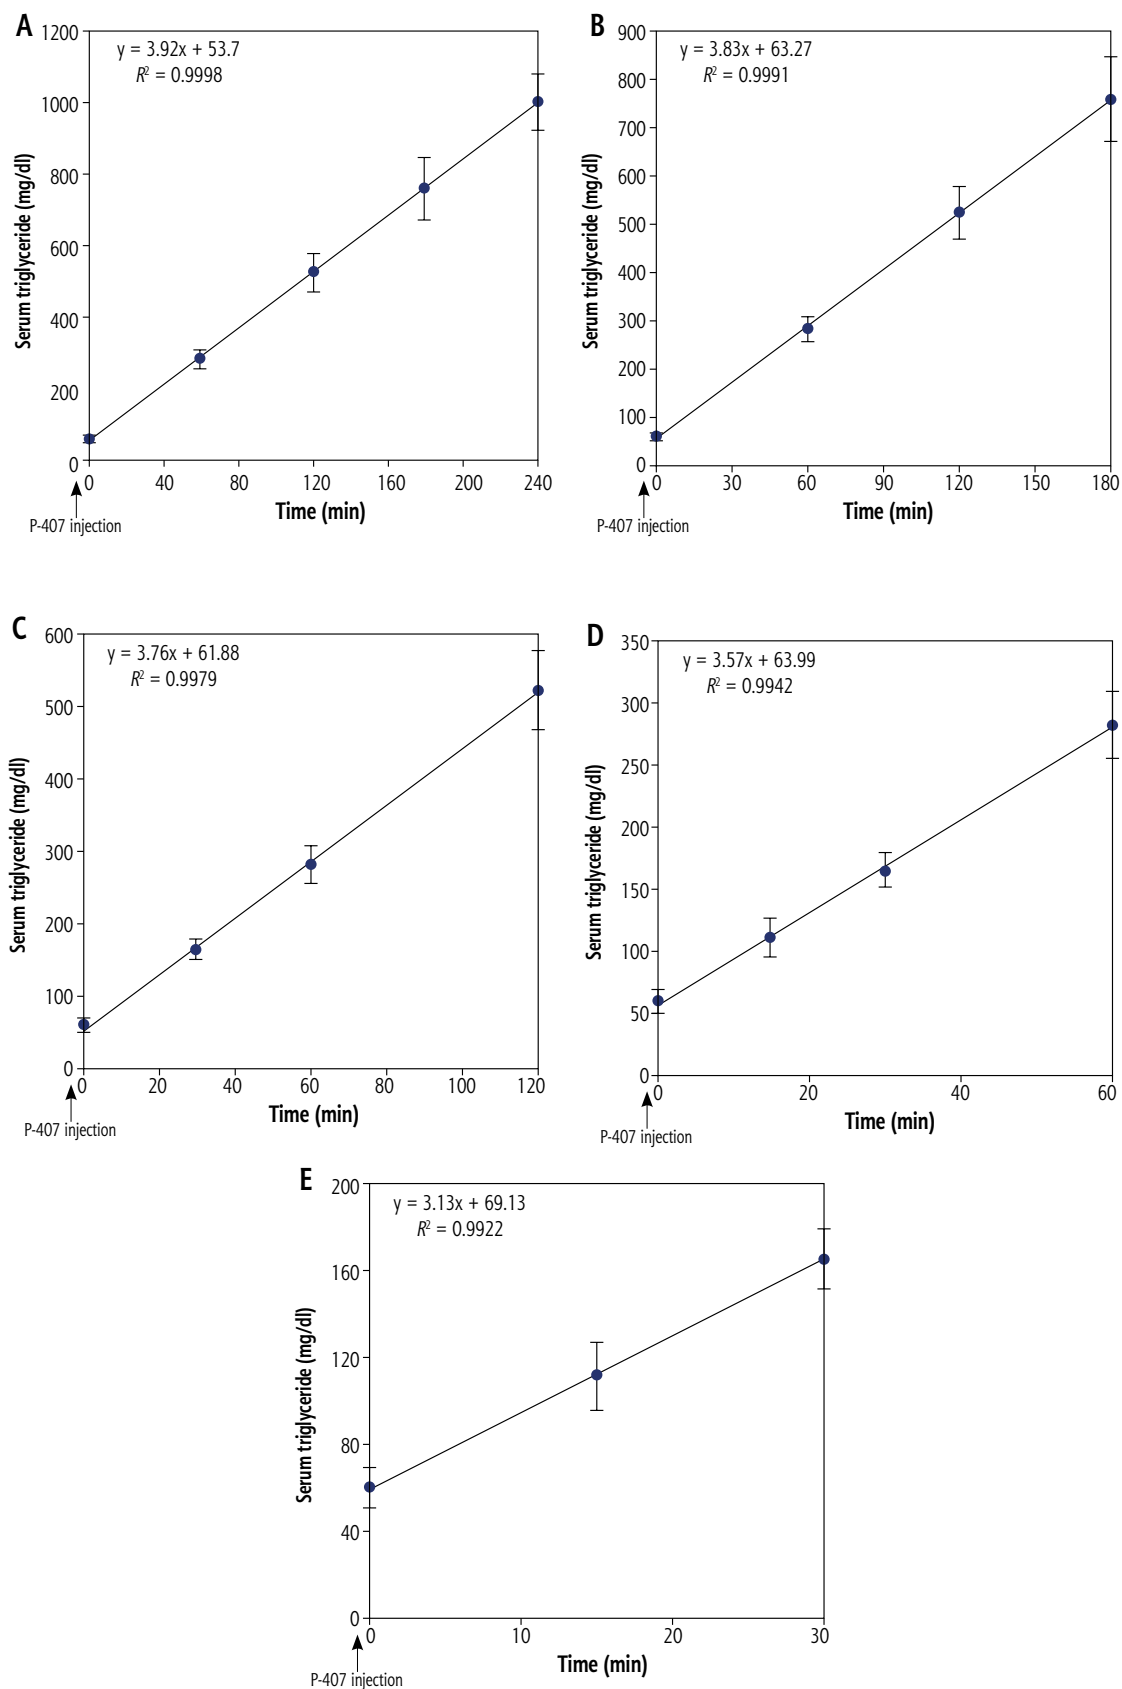 A
y = 3.92x + 53.7
R² = 0.9998
Serum triglyceride (mg/dl)
1200
1000
800
600
400
200
0
0 40 80 120 160 200 240
Time (min)
P-407 injection
B
y = 3.83x + 63.27
R² = 0.9991
Serum triglyceride (mg/dl)
900
800
700
600
500
400
300
200
100
0
0 30 60 90 120 150 180
Time (min)
P-407 injection
C
y = 3.76x + 61.88
R² = 0.9979
Serum triglyceride (mg/dl)
600
500
400
300
200
100
0
0 20 40 60 80 100 120
Time (min)
P-407 injection
D
y = 3.57x + 63.99
R² = 0.9942
Serum triglyceride (mg/dl)
350
300
250
200
150
100
50
0
0 20 40 60
Time (min)
P-407 injection
E
y = 3.13x + 69.13
R² = 0.9922
Serum triglyceride (mg/dl)
200
160
120
80
40
0
0 10 20 30
Time (min)
P-407 injection